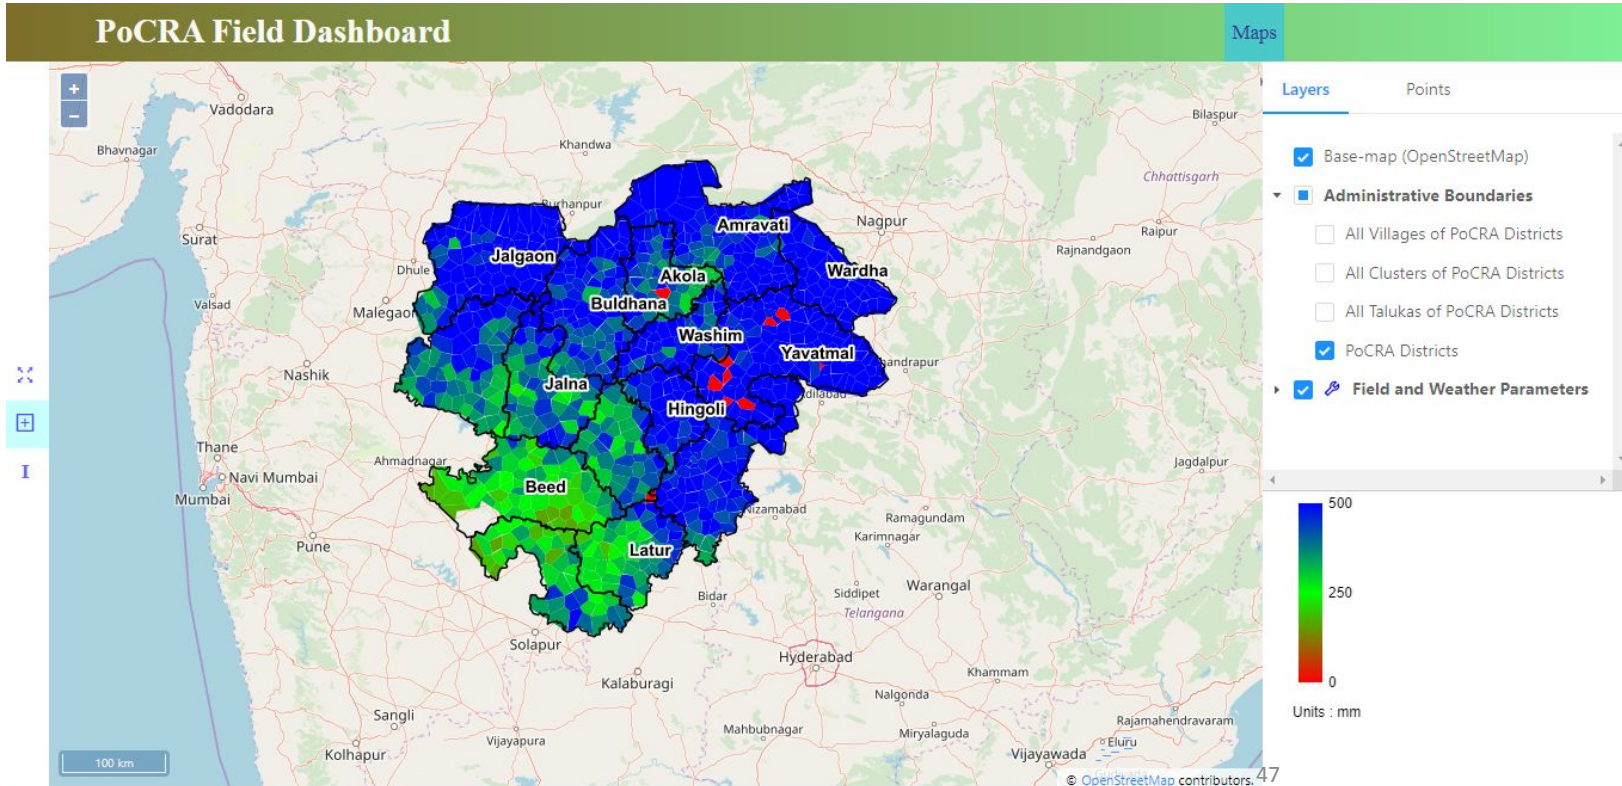 PoCRA Field Dashboard
Maps
+
−
Layers
Points
Base-map (OpenStreetMap)
Administrative Boundaries
All Villages of PoCRA Districts
All Clusters of PoCRA Districts
All Talukas of PoCRA Districts
PoCRA Districts
Field and Weather Parameters
500
250
0
Units : mm
Vadodara
Bilaspur
Bhavnagar
Khandwa
Chhattisgarh
Amravati
Nagpur
Surat
Raipur
Rajnandgaon
Jalgaon
Dhule
Akola
Wardha
Valsad
Malegaon
Buldhana
Washim
Yavatmal
Nashik
Jalna
Hingoli
Thane
Ahmadnagar
Navi Mumbai
Mumbai
Jagdalpur
Beed
Nizamabad
Ramagundam
Karimnagar
Pune
Latur
Bidar
Siddipet
Warangal
Telangana
Solapur
Hyderabad
Kalaburagi
Khammam
Nalgonda
Sangli
Vijayapura
Mahbubnagar
Miryalaguda
Rajamahendravaram
Kolhapur
Eluru
Vijayawada
100 km
© OpenStreetMap contributors.
47